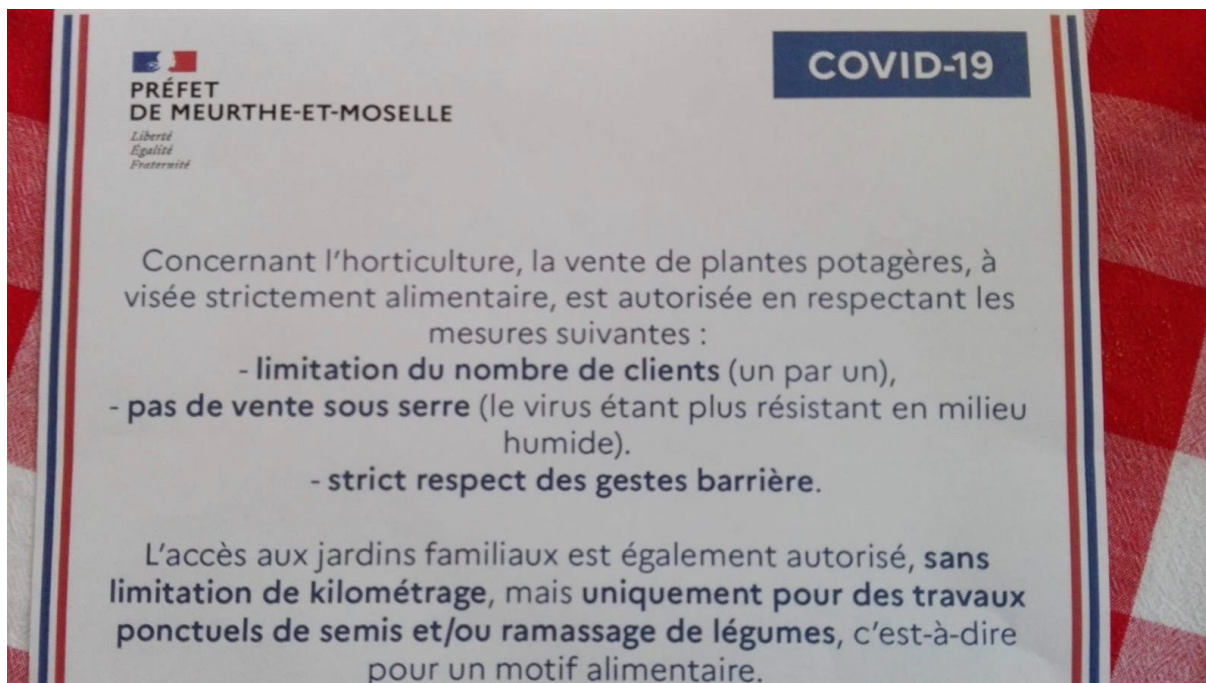 COVID-19
PRÉFET
DE MEURTHE-ET-MOSELLE
Liberté
Égalité
Fraternité
Concernant l'horticulture, la vente de plantes potagères, à
visée strictement alimentaire, est autorisée en respectant les
mesures suivantes :
- limitation du nombre de clients (un par un),
- pas de vente sous serre (le virus étant plus résistant en milieu
humide).
- strict respect des gestes barrière.
L'accès aux jardins familiaux est également autorisé, sans
limitation de kilométrage, mais uniquement pour des travaux
ponctuels de semis et/ou ramassage de légumes, c'est-à-dire
pour un motif alimentaire.